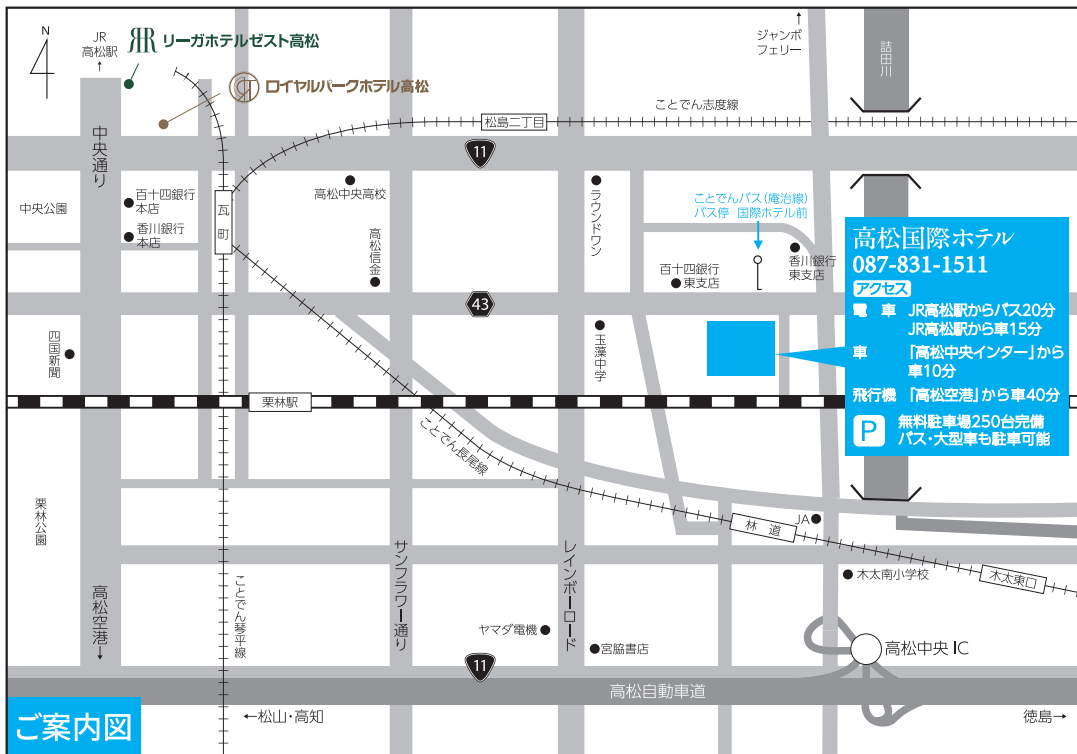 N
JR
高松駅
↑
リーガホテルゼスト高松
ロイヤルパークホテル高松
↑
ジャンボ
フェリー
詰田川
ことでん志度線
松島二丁目
11
中央通り
中央公園
百十四銀行
本店
香川銀行
本店
瓦町
高松中央高校
高松信金
ラウンドワン
ことでんバス(庵治線)
バス停 国際ホテル前
香川銀行
東支店
百十四銀行
東支店
高松国際ホテル
087-831-1511
アクセス
電 車 JR高松駅からバス20分
JR高松駅から車15分
車 「高松中央インター」から
車10分
飛行機 「高松空港」から車40分
P 無料駐車場250台完備
バス・大型車も駐車可能
43
四国新聞
玉藻中学
栗林駅
ことでん長尾線
栗林公園
林道
JA
木太南小学校
木太東口
高松空港→
ことでん琴平線
サンフラワー通り
レインボーロード
ヤマダ電機
宮脇書店
高松中央 IC
11
高松自動車道
ご案内図
←松山・高知
徳島→